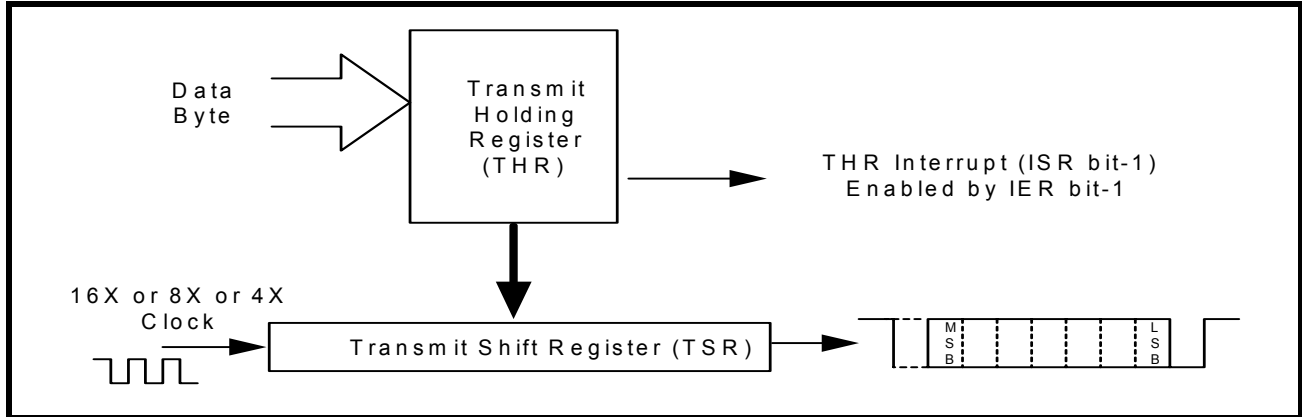 Data
Byte
Transmit
Holding
Register
(THR)
THR Interrupt (ISR bit-1)
Enabled by IER bit-1
16X or 8X or 4X
Clock
Transmit Shift Register (TSR)
M
S
B
L
S
B